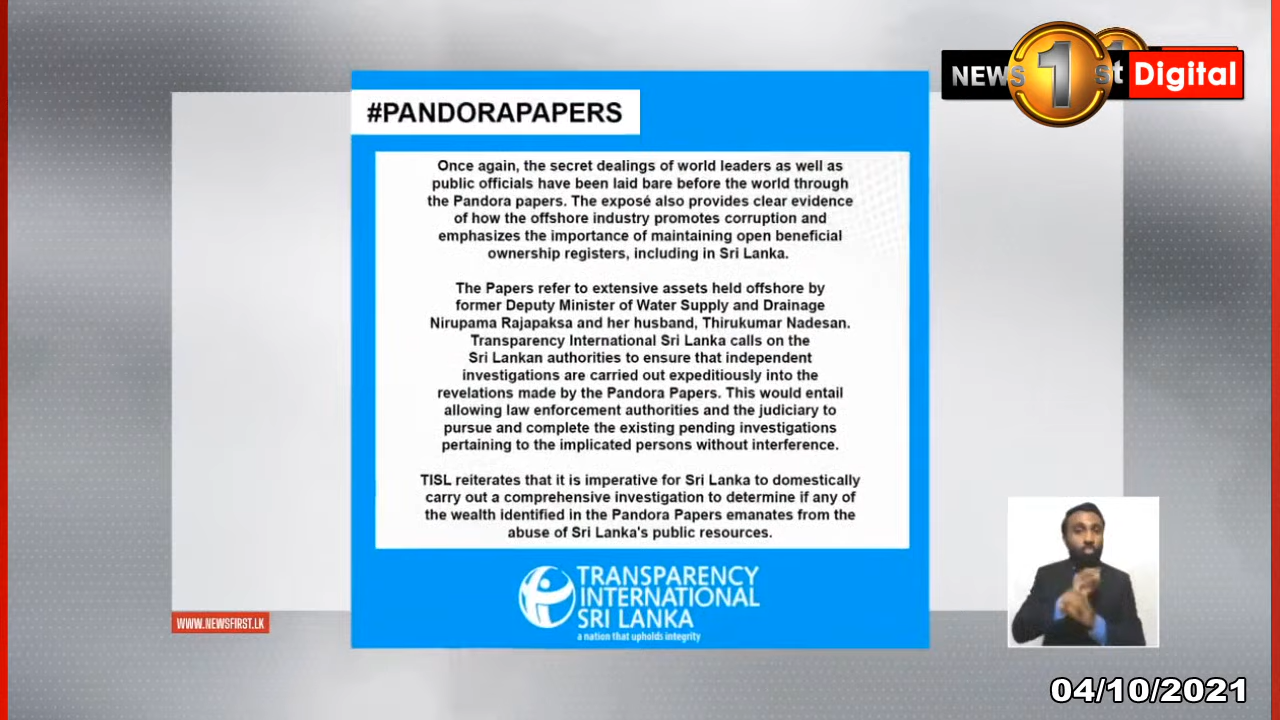 NEWS 1st Digital
#PANDORAPAPERS
Once again, the secret dealings of world leaders as well as
public officials have been laid bare before the world through
the Pandora papers. The exposé also provides clear evidence
of how the offshore industry promotes corruption and
emphasizes the importance of maintaining open beneficial
ownership registers, including in Sri Lanka.
The Papers refer to extensive assets held offshore by
former Deputy Minister of Water Supply and Drainage
Nirupama Rajapaksa and her husband, Thirukumar Nadesan.
Transparency International Sri Lanka calls on the
Sri Lankan authorities to ensure that independent
investigations are carried out expeditiously into the
revelations made by the Pandora Papers. This would entail
allowing law enforcement authorities and the judiciary to
pursue and complete the existing pending investigations
pertaining to the implicated persons without interference.
TISL reiterates that it is imperative for Sri Lanka to domestically
carry out a comprehensive investigation to determine if any of
the wealth identified in the Pandora Papers emanates from the
abuse of Sri Lanka's public resources.
TRANSPARENCY
INTERNATIONAL
SRI LANKA
a nation that upholds integrity
WWW.NEWSFIRST.LK
04/10/2021